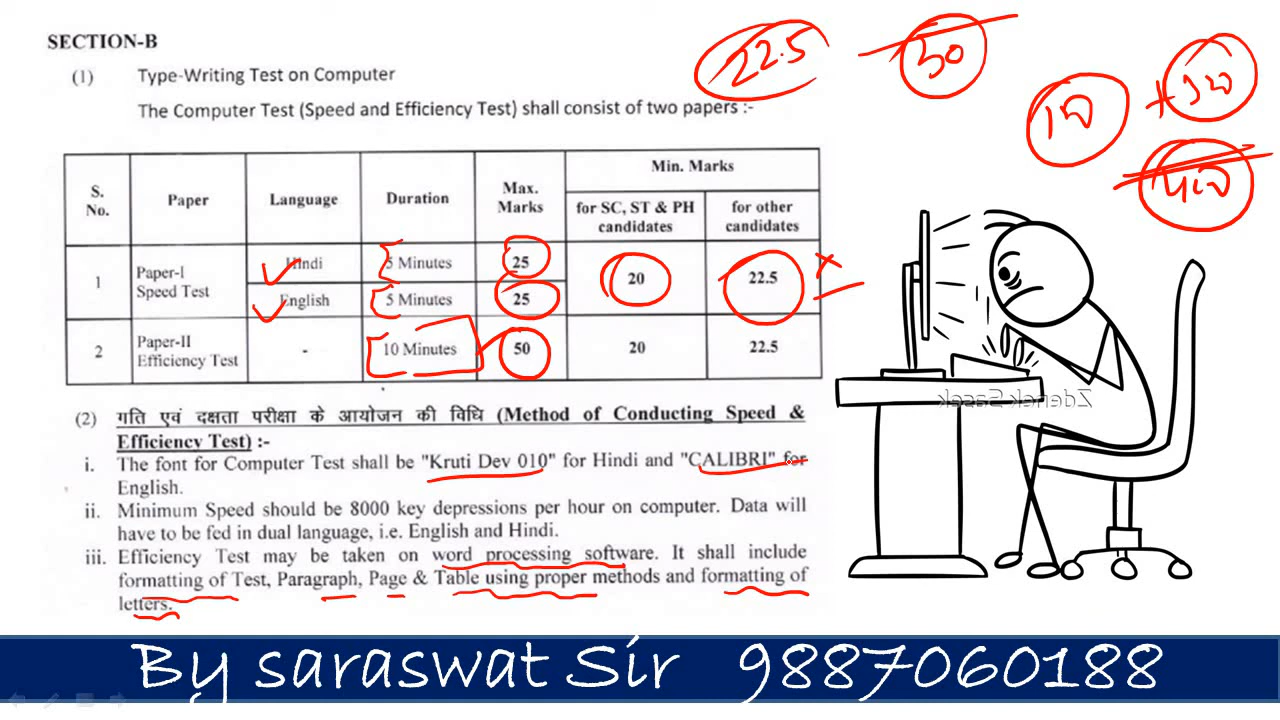 SECTION-B
22.5
30
(1) Type-Writing Test on Computer
The Computer Test (Speed and Efficiency Test) shall consist of two papers :-
S. No. Paper Language Duration Max. Marks Min. Marks
for SC, ST & PH candidates for other candidates
1 Paper-I Speed Test Hindi 5 Minutes 25 20 22.5
English 5 Minutes 25
2 Paper-II Efficiency Test - 10 Minutes 50 20 22.5
(2) गति एवं दक्षता परीक्षा के आयोजन की विधि (Method of Conducting Speed &
Efficiency Test) :-
i. The font for Computer Test shall be "Kruti Dev 010" for Hindi and "CALIBRI" for
English.
ii. Minimum Speed should be 8000 key depressions per hour on computer. Data will
have to be fed in dual language, i.e. English and Hindi.
iii. Efficiency Test may be taken on word processing software. It shall include
formatting of Test, Paragraph, Page & Table using proper methods and formatting of
letters.
Zdenek Sasek
By saraswat Sir 9887060188